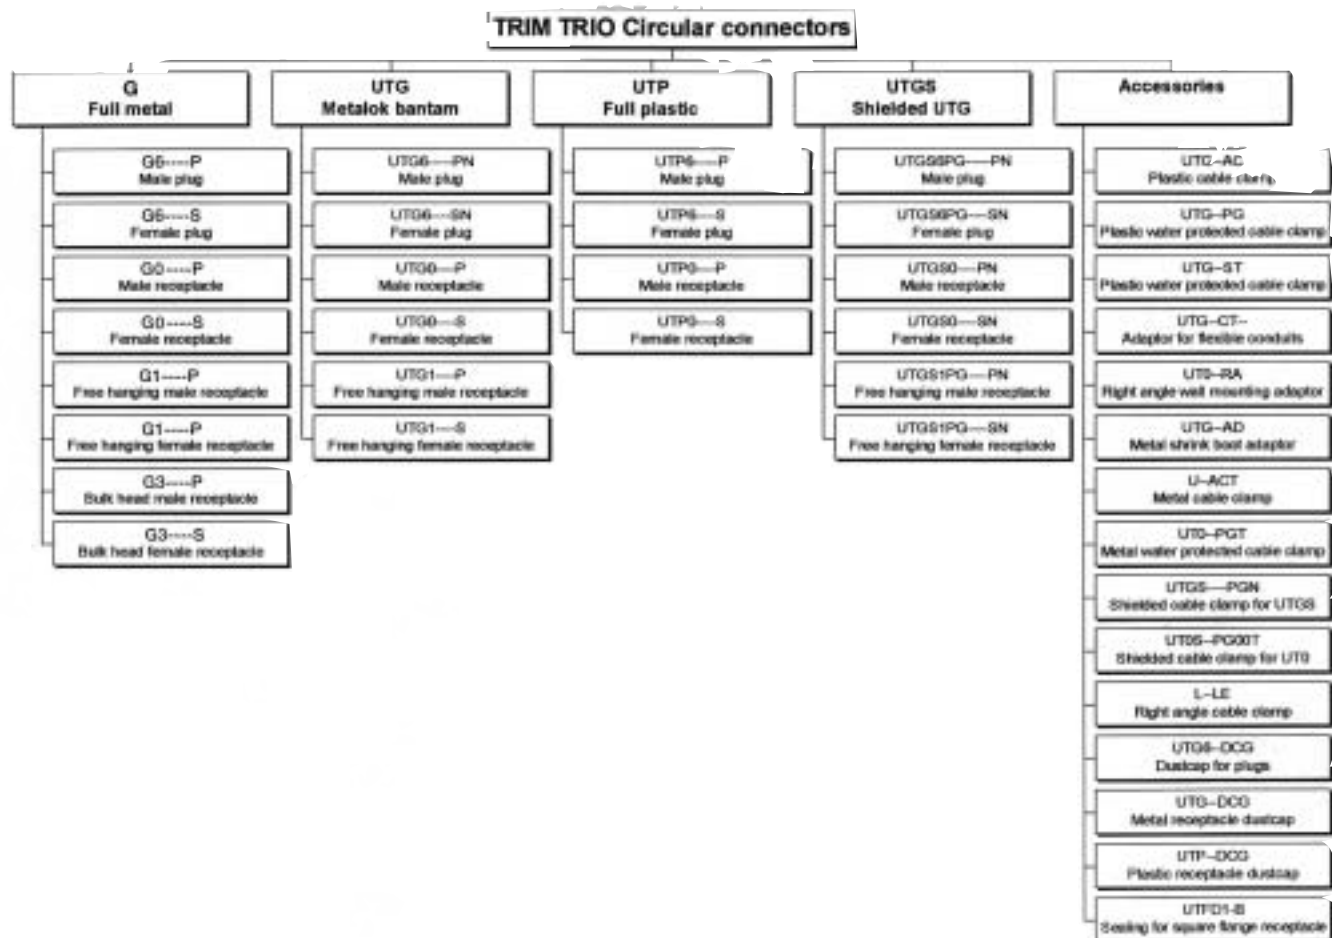 TRIM TRIO Circular connectors
G
Full metal
G6----P
Male plug
G6----S
Female plug
G0----P
Male receptacle
G0----S
Female receptacle
G1----P
Free hanging male receptacle
G1----P
Free hanging female receptacle
G3----P
Bulk head male receptacle
G3----S
Bulk head female receptacle
UTG
Metalok bantam
UTG6----PN
Male plug
UTG6---SN
Female plug
UTG0---P
Male receptacle
UTG0---S
Female receptacle
UTG1---P
Free hanging male receptacle
UTG1---S
Free hanging female receptacle
UTP
Full plastic
UTP6----P
Male plug
UTP6---S
Female plug
UTP0---P
Male receptacle
UTP0---S
Female receptacle
UTGS
Shielded UTG
UTGS6PG----PN
Male plug
UTGS6PG---SN
Female plug
UTGS0---PN
Male receptacle
UTGS0---SN
Female receptacle
UTGS1PG---PN
Free hanging male receptacle
UTGS1PG---SN
Free hanging female receptacle
Accessories
UTG--AC
Plastic cable clamp
UTG--PG
Plastic water protected cable clamp
UTG--ST
Plastic water protected cable clamp
UTG--CT--
Adaptor for flexible conduits
UT0--RA
Right angle wall mounting adaptor
UTG--AD
Metal shrink boot adaptor
U--ACT
Metal cable clamp
UT0--PGT
Metal water protected cable clamp
UTGS---PGN
Shielded cable clamp for UTGS
UT0S--PG00T
Shielded cable clamp for UT0
L--LE
Right angle cable clamp
UTG6--DCG
Dustcap for plugs
UTG--DCG
Metal receptacle dustcap
UTP--DCG
Plastic receptacle dustcap
UTFD1-B
Sealing for square flange receptacle